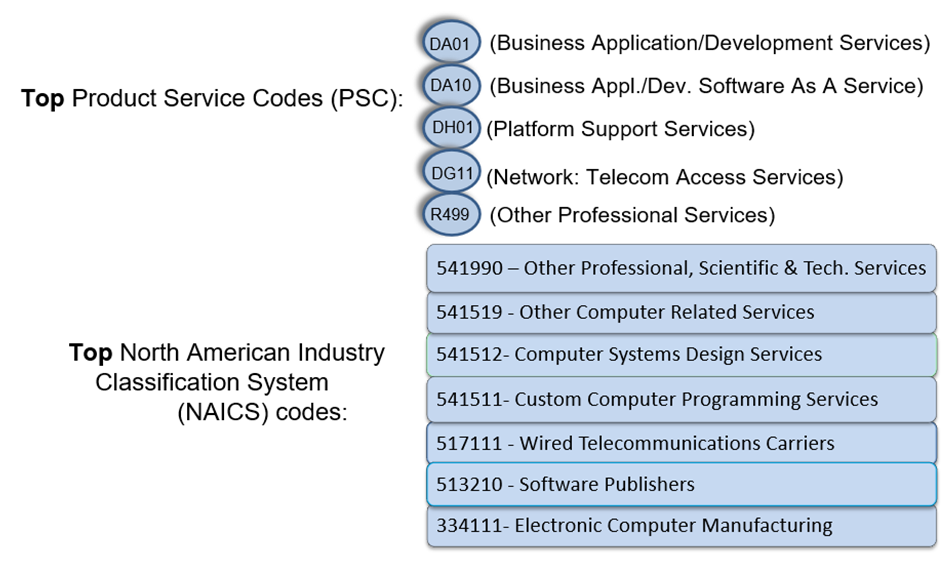 Top Product Service Codes (PSC):
DA01 (Business Application/Development Services)
DA10 (Business Appl./Dev. Software As A Service)
DH01 (Platform Support Services)
DG11 (Network: Telecom Access Services)
R499 (Other Professional Services)
Top North American Industry
Classification System
(NAICS) codes:
541990 – Other Professional, Scientific & Tech. Services
541519 - Other Computer Related Services
541512- Computer Systems Design Services
541511- Custom Computer Programming Services
517111 - Wired Telecommunications Carriers
513210 - Software Publishers
334111- Electronic Computer Manufacturing